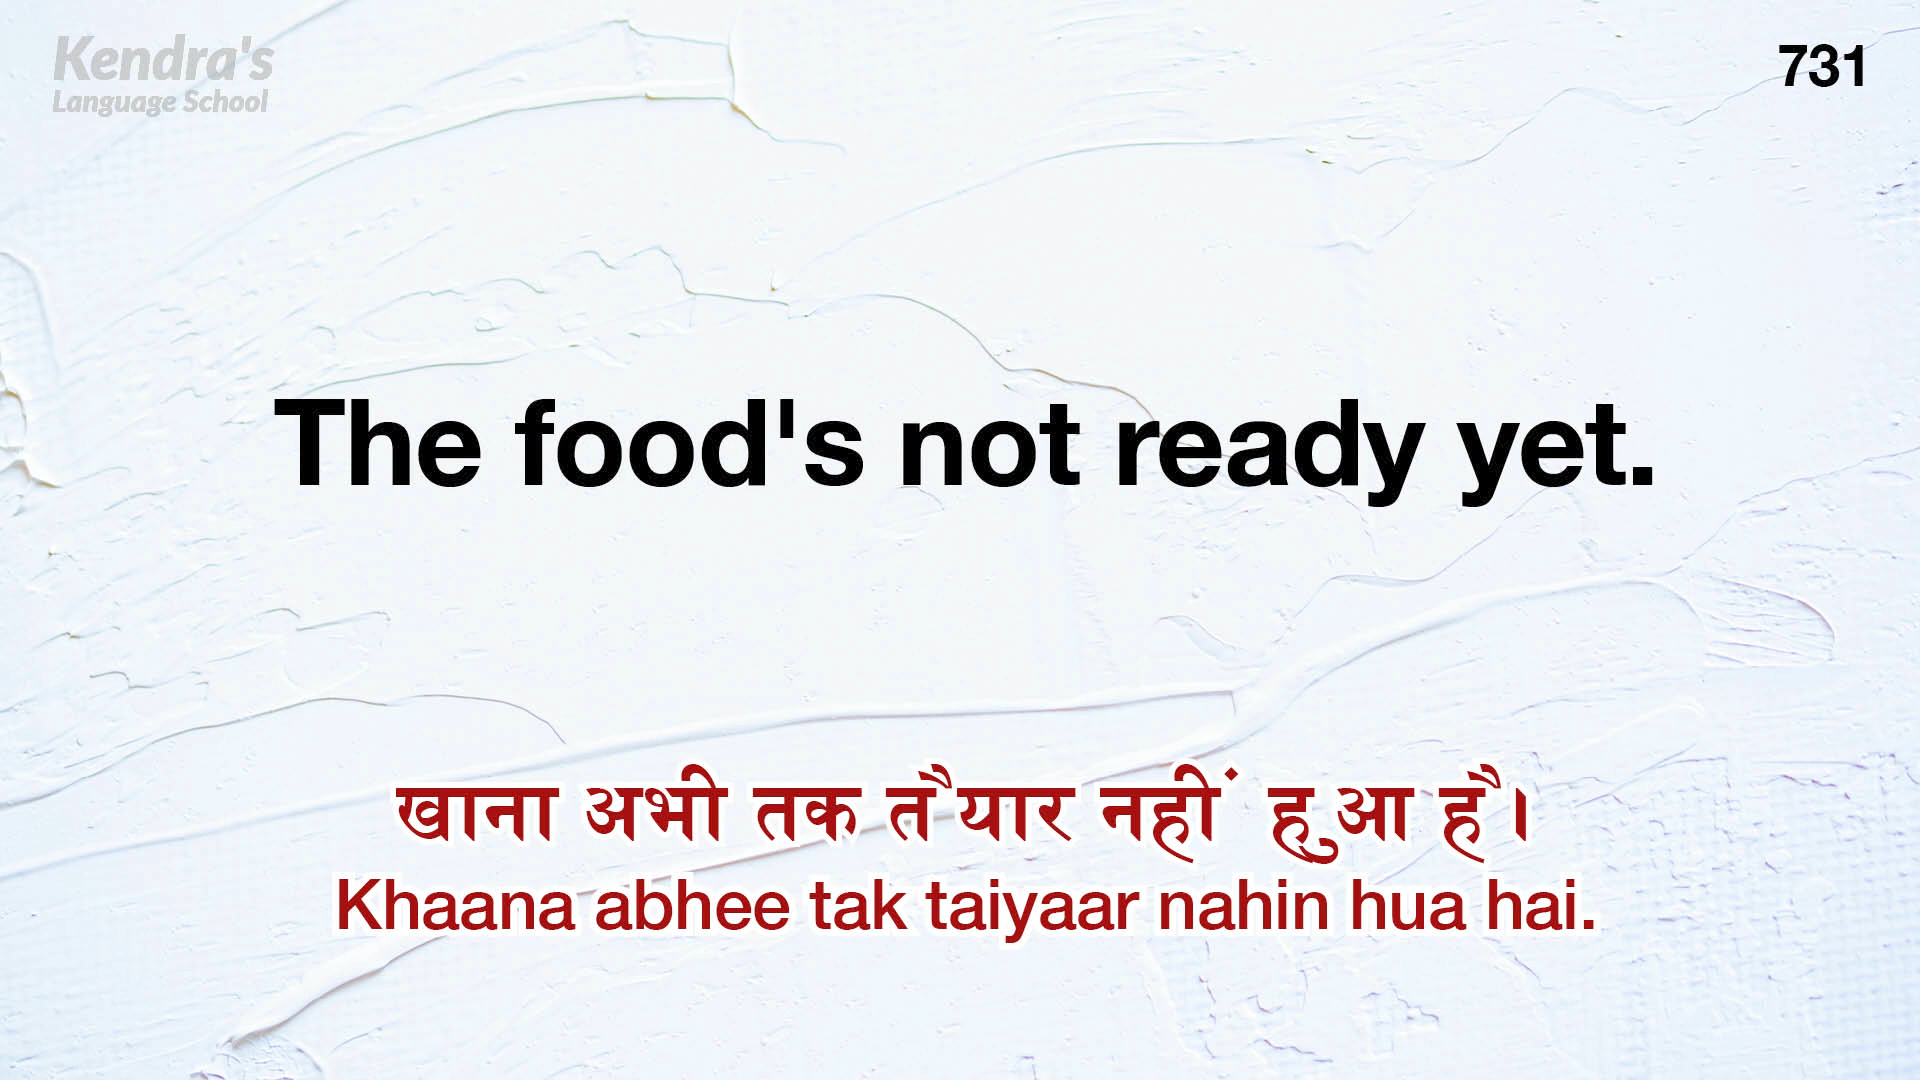 Kendra's
Language School
731
The food's not ready yet.
खाना अभी तक तैयार नहीं हुआ है।
Khaana abhee tak taiyaar nahin hua hai.